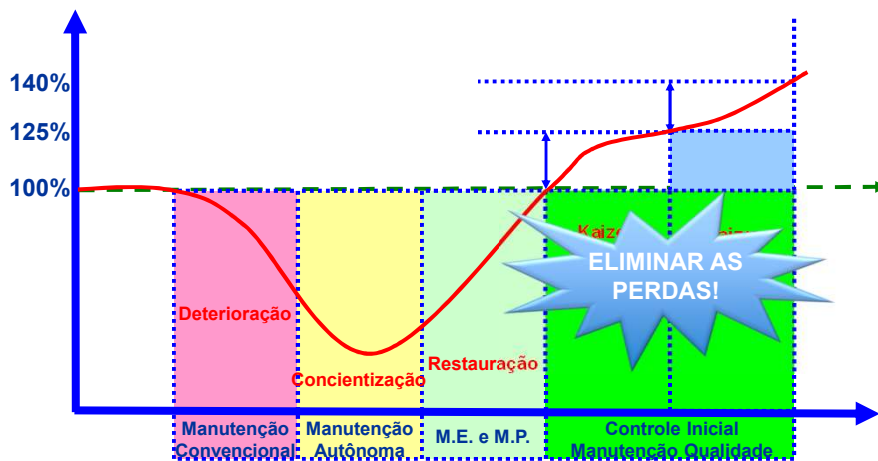 140%
125%
100%
ELIMINAR AS
PERDAS!
Deterioração
Concientização
Restauração
Manutenção
Convencional
Manutenção
Autônoma
M.E. e M.P.
Controle Inicial
Manutenção Qualidade